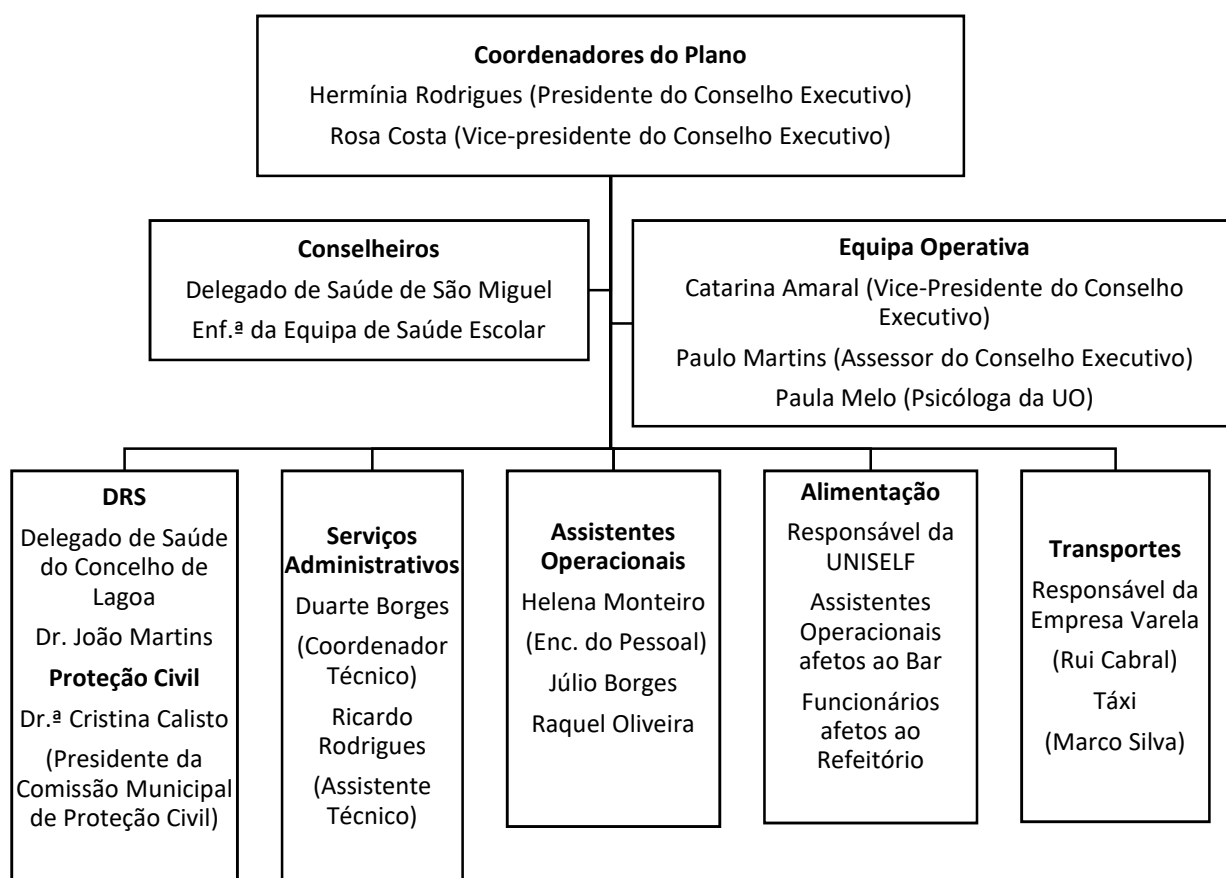 Coordenadores do Plano
Hermínia Rodrigues (Presidente do Conselho Executivo)
Rosa Costa (Vice-presidente do Conselho Executivo)
Conselheiros
Delegado de Saúde de São Miguel
Enf.ª da Equipa de Saúde Escolar
Equipa Operativa
Catarina Amaral (Vice-Presidente do Conselho
Executivo)
Paulo Martins (Assessor do Conselho Executivo)
Paula Melo (Psicóloga da UO)
DRS
Delegado de Saúde
do Concelho de
Lagoa
Dr. João Martins
Proteção Civil
Dr.ª Cristina Calisto
(Presidente da
Comissão Municipal
de Proteção Civil)
Serviços
Administrativos
Duarte Borges
(Coordenador
Técnico)
Ricardo
Rodrigues
(Assistente
Técnico)
Assistentes
Operacionais
Helena Monteiro
(Enc. do Pessoal)
Júlio Borges
Raquel Oliveira
Alimentação
Responsável da
UNISELF
Assistentes
Operacionais
afetos ao Bar
Funcionários
afetos ao
Refeitório
Transportes
Responsável da
Empresa Varela
(Rui Cabral)
Táxi
(Marco Silva)